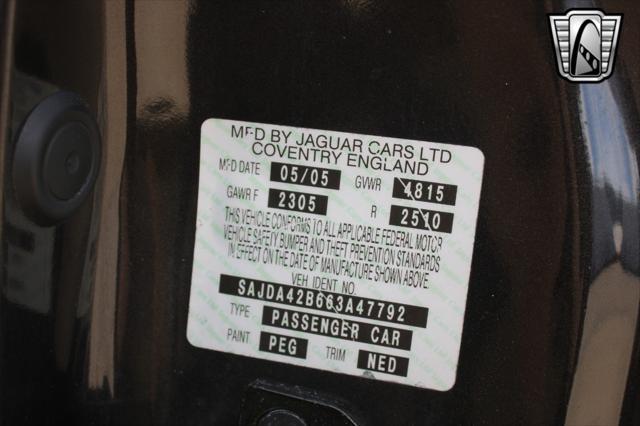 MFD BY JAGUAR CARS LTD
COVENTRY ENGLAND
MFD DATE 05/05 GVWR 4815
GAWR F 2305 R 2510
THIS VEHICLE CONFORMS TO ALL APPLICABLE FEDERAL MOTOR
VEHICLE SAFETY BUMPER AND THEFT PREVENTION STANDARDS
IN EFFECT ON THE DATE OF MANUFACTURE SHOWN ABOVE.
VEH IDENT NO.
SAJDA42B663A47792
TYPE PASSENGER CAR
PAINT PEG TRIM NED